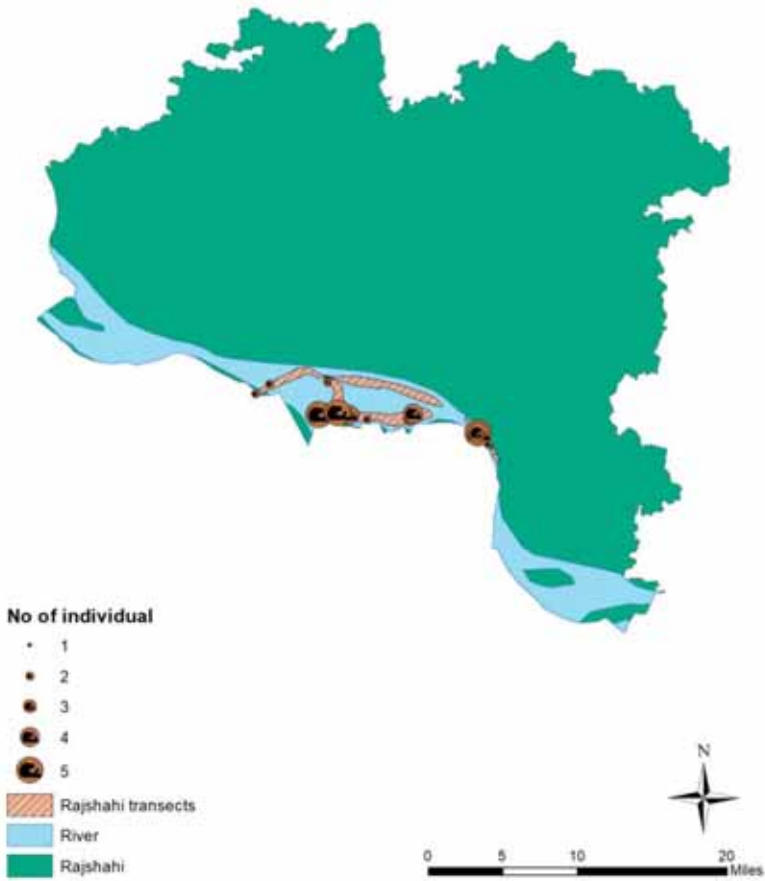 No of individual
1
2
3
4
5
Rajshahi transects
River
Rajshahi
N
0 5 10 20
Miles